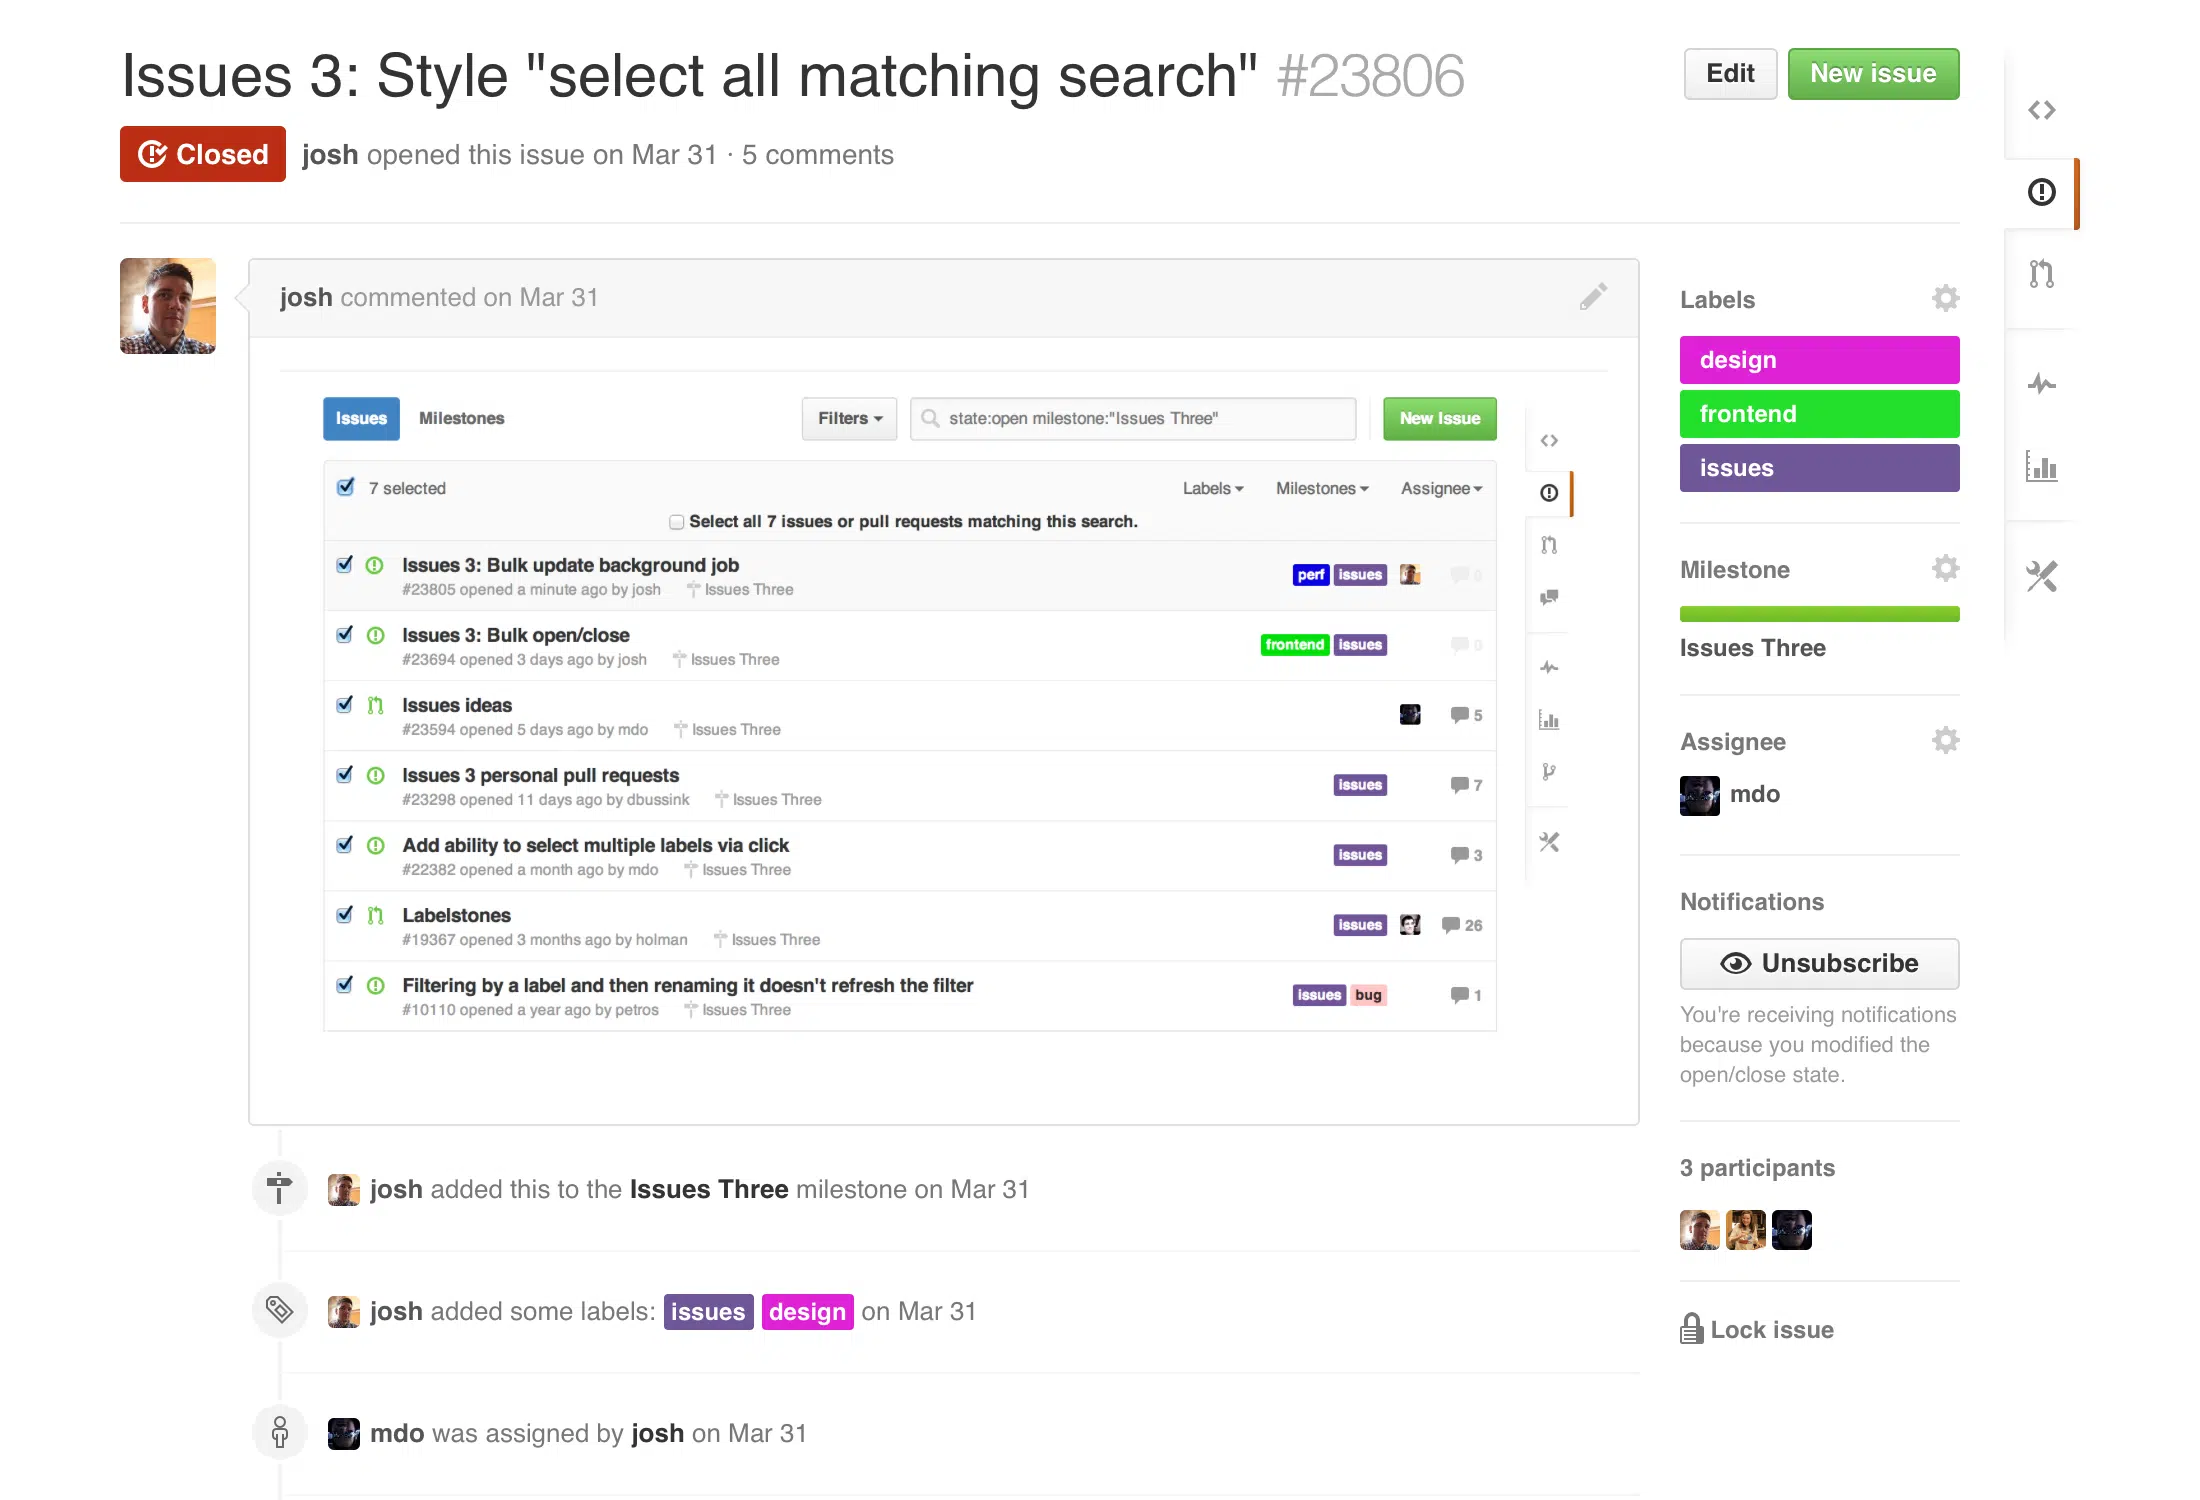 Issues 3: Style "select all matching search" #23806
Edit
New issue
Closed
josh opened this issue on Mar 31 · 5 comments
josh commented on Mar 31
Issues
Milestones
Filters
state:open milestone:"Issues Three"
New Issue
7 selected
Labels
Milestones
Assignee
Select all 7 issues or pull requests matching this search.
Issues 3: Bulk update background job
perf issues
0
#23805 opened a minute ago by josh Issues Three
Issues 3: Bulk open/close
frontend issues
0
#23694 opened 3 days ago by josh Issues Three
Issues ideas
5
#23594 opened 5 days ago by mdo Issues Three
Issues 3 personal pull requests
issues
7
#23298 opened 11 days ago by dbussink Issues Three
Add ability to select multiple labels via click
issues
3
#22382 opened a month ago by mdo Issues Three
Labelstones
issues
26
#19367 opened 3 months ago by holman Issues Three
Filtering by a label and then renaming it doesn't refresh the filter
issues bug
1
#10110 opened a year ago by petros Issues Three
josh added this to the Issues Three milestone on Mar 31
josh added some labels: issues design on Mar 31
mdo was assigned by josh on Mar 31
Labels
design
frontend
issues
Milestone
Issues Three
Assignee
mdo
Notifications
Unsubscribe
You're receiving notifications
because you modified the
open/close state.
3 participants
Lock issue